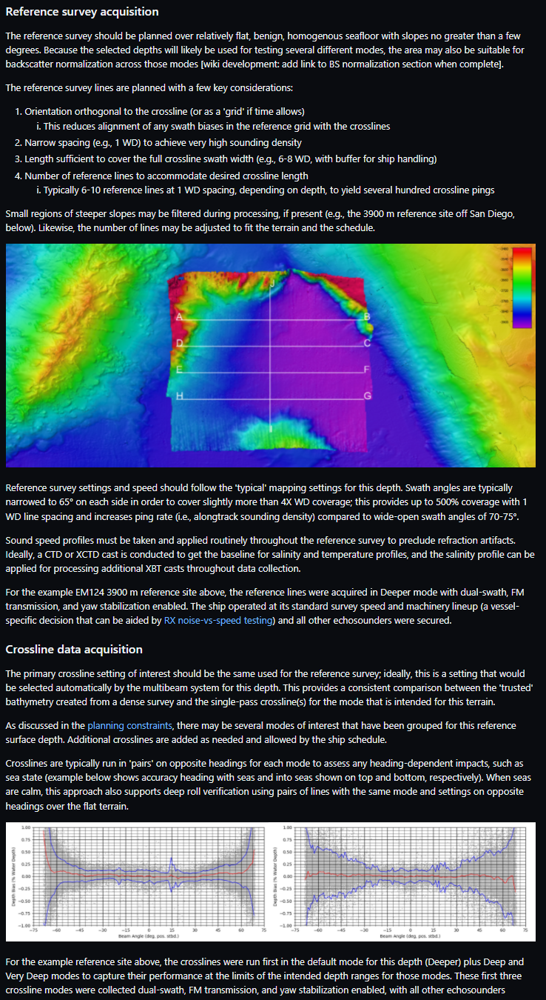 Reference survey acquisition
The reference survey should be planned over relatively flat, benign, homogenous seafloor with slopes no greater than a few
degrees. Because the selected depths will likely be used for testing several different modes, the area may also be suitable for
backscatter normalization across those modes [wiki development: add link to BS normalization section when complete].
The reference survey lines are planned with a few key considerations:
1. Orientation orthogonal to the crossline (or as a 'grid' if time allows)
i. This reduces alignment of any swath biases in the reference grid with the crosslines
2. Narrow spacing (e.g., 1 WD) to achieve very high sounding density
3. Length sufficient to cover the full crossline swath width (e.g., 6-8 WD, with buffer for ship handling)
4. Number of reference lines to accommodate desired crossline length
i. Typically 6-10 reference lines at 1 WD spacing, depending on depth, to yield several hundred crossline pings
Small regions of steeper slopes may be filtered during processing, if present (e.g., the 3900 m reference site off San Diego,
below). Likewise, the number of lines may be adjusted to fit the terrain and the schedule.
J
A B
D C
E F
H G
I
Reference survey settings and speed should follow the 'typical' mapping settings for this depth. Swath angles are typically
narrowed to 65° on each side in order to cover slightly more than 4X WD coverage; this provides up to 500% coverage with 1
WD line spacing and increases ping rate (i.e., alongtrack sounding density) compared to wide-open swath angles of 70-75°.
Sound speed profiles must be taken and applied routinely throughout the reference survey to preclude refraction artifacts.
Ideally, a CTD or XCTD cast is conducted to get the baseline for salinity and temperature profiles, and the salinity profile can be
applied for processing additional XBT casts throughout data collection.
For the example EM124 3900 m reference site above, the reference lines were acquired in Deeper mode with dual-swath, FM
transmission, and yaw stabilization enabled. The ship operated at its standard survey speed and machinery lineup (a vessel-
specific decision that can be aided by RX noise-vs-speed testing) and all other echosounders were secured.
Crossline data acquisition
The primary crossline setting of interest should be the same used for the reference survey; ideally, this is a setting that would
be selected automatically by the multibeam system for this depth. This provides a consistent comparison between the 'trusted'
bathymetry created from a dense survey and the single-pass crossline(s) for the mode that is intended for this terrain.
As discussed in the planning constraints, there may be several modes of interest that have been grouped for this reference
surface depth. Additional crosslines are added as needed and allowed by the ship schedule.
Crosslines are typically run in 'pairs' on opposite headings for each mode to assess any heading-dependent impacts, such as
sea state (example below shows accuracy heading with seas and into seas shown on top and bottom, respectively). When seas
are calm, this approach also supports deep roll verification using pairs of lines with the same mode and settings on opposite
headings over the flat terrain.
1.00 1.00
0.75 0.75
0.50 0.50
0.25 0.25
0.00 0.00
−0.25 −0.25
−0.50 −0.50
−0.75 −0.75
−1.00 −1.00
Depth Bias (% Water Depth) Depth Bias (% Water Depth)
−75 −60 −45 −30 −15 0 15 30 45 60 75 −75 −60 −45 −30 −15 0 15 30 45 60 75
Beam Angle (deg, pos. stbd.) Beam Angle (deg, pos. stbd.)
For the example reference site above, the crosslines were run first in the default mode for this depth (Deeper) plus Deep and
Very Deep modes to capture their performance at the limits of the intended depth ranges for those modes. These first three
crossline modes were collected dual-swath, FM transmission, and yaw stabilization enabled, with all other echosounders